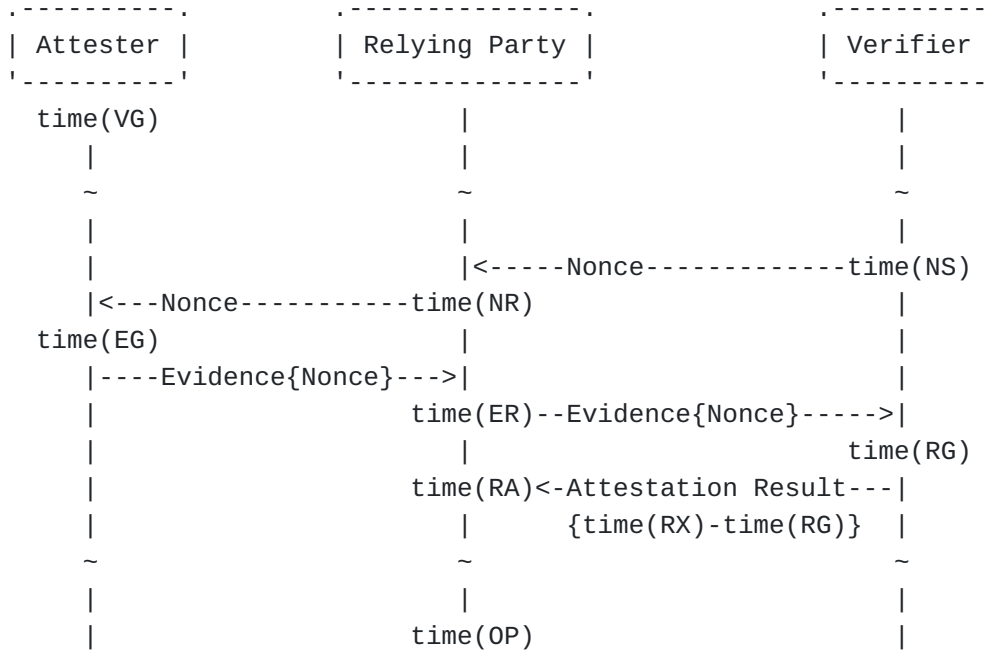 .----------. .---------------. .----------
| Attester | | Relying Party | | Verifier
'----------' '---------------' '----------
time(VG) | |
| | |
~ ~ ~
| | |
| |<-----Nonce-------------time(NS)
|<---Nonce-----------time(NR) |
time(EG) | |
|----Evidence{Nonce}--->| |
| time(ER)--Evidence{Nonce}----->|
| | time(RG)
| time(RA)<-Attestation Result---|
| | {time(RX)-time(RG)} |
~ ~ ~
| | |
| time(OP) |